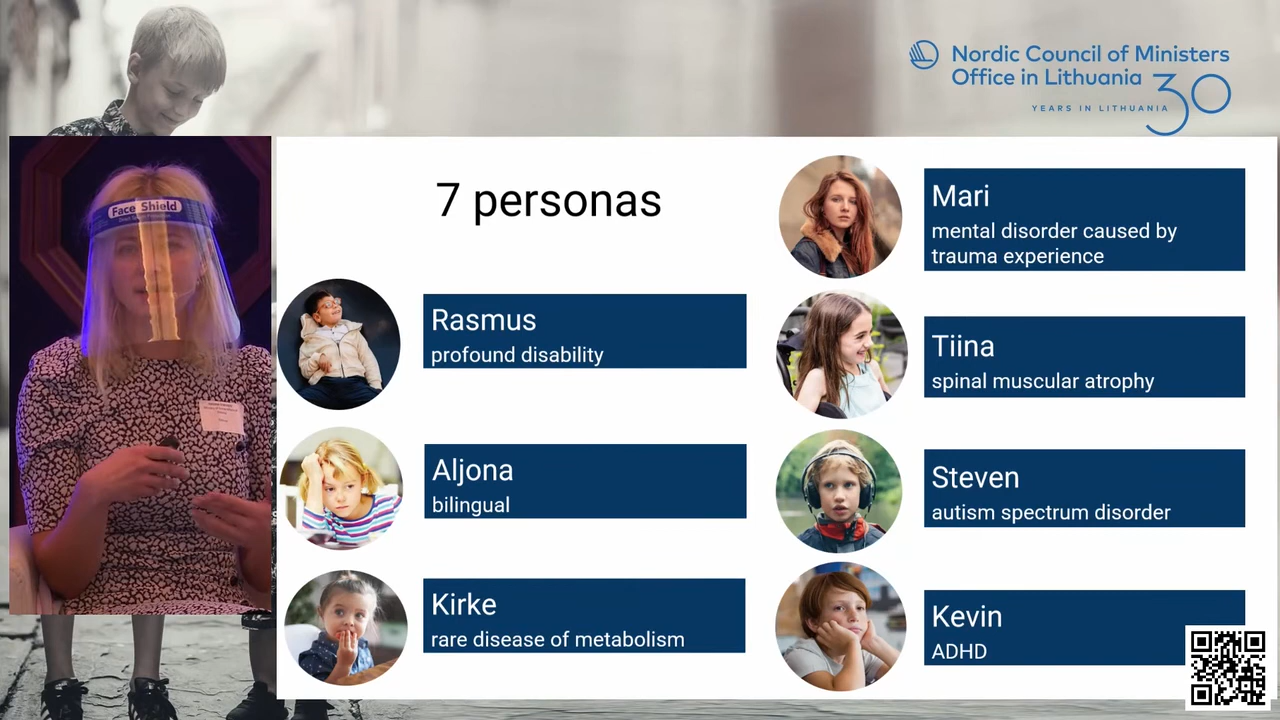 Nordic Council of Ministers
Office in Lithuania
YEARS IN LITHUANIA
30
Face Shield
7 personas
Rasmus
profound disability
Aljona
bilingual
Kirke
rare disease of metabolism
Mari
mental disorder caused by
trauma experience
Tiina
spinal muscular atrophy
Steven
autism spectrum disorder
Kevin
ADHD